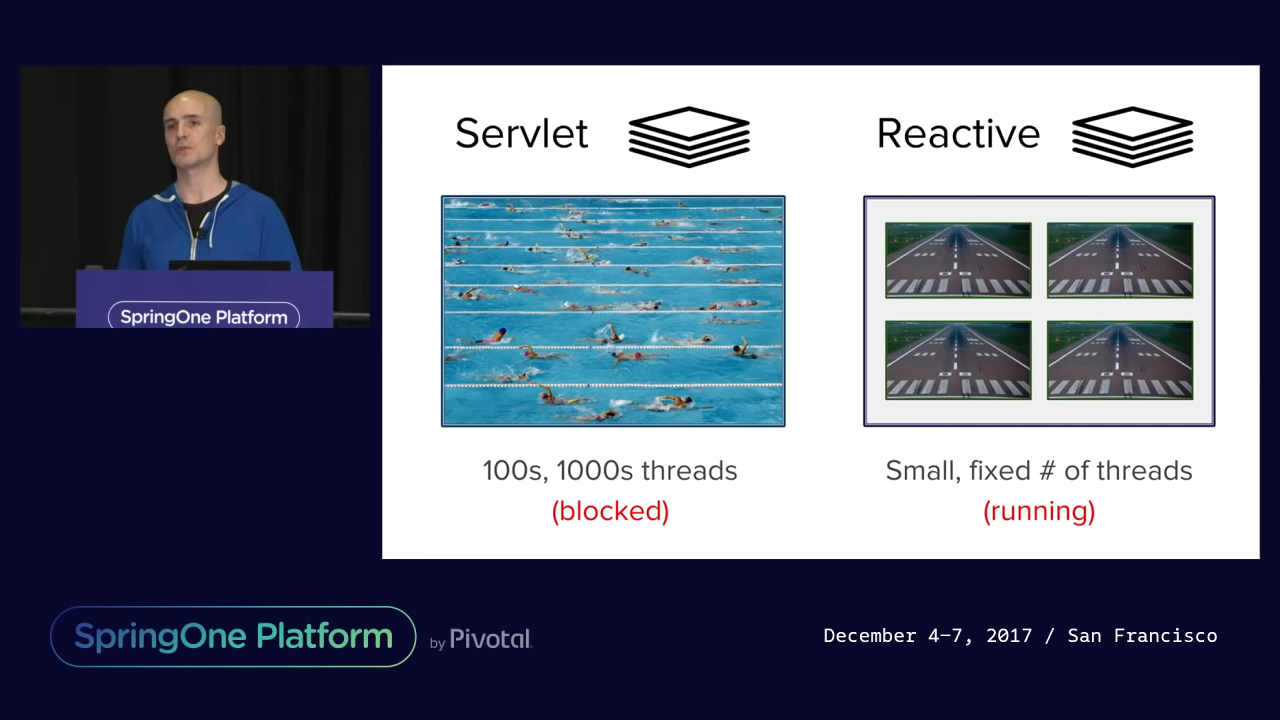 Servlet
Reactive
100s, 1000s threads
(blocked)
Small, fixed # of threads
(running)
SpringOne Platform
SpringOne Platform
by Pivotal.
December 4–7, 2017 / San Francisco